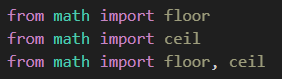 from math import floor
from math import ceil
from math import floor, ceil